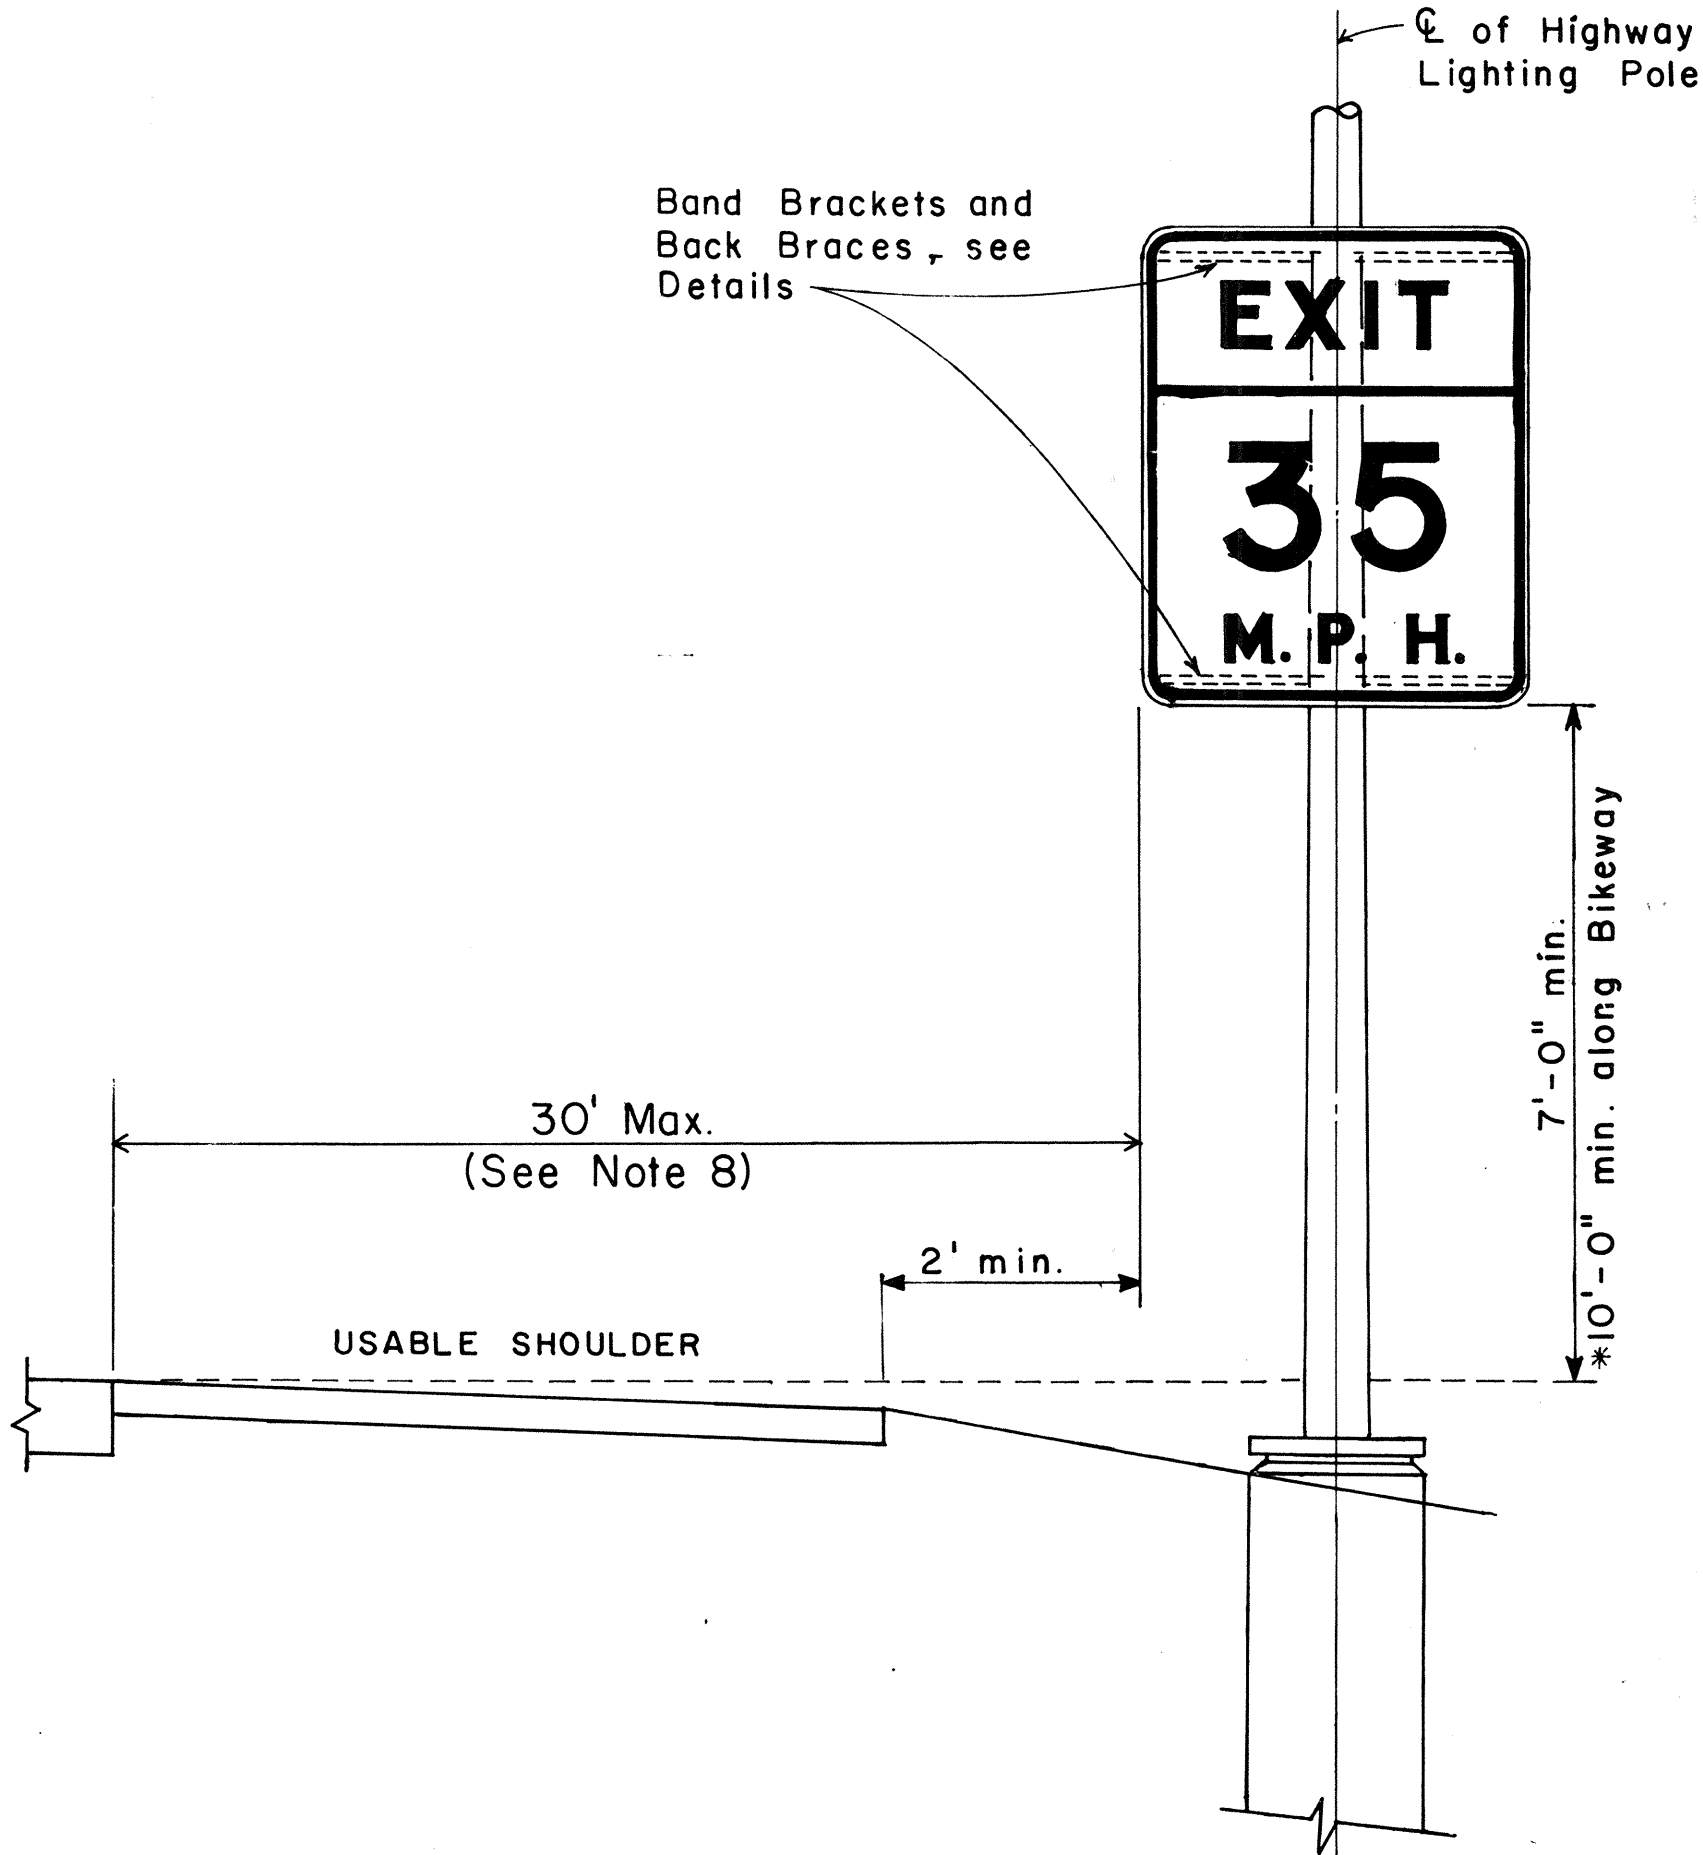 ℄ of Highway
Lighting Pole
Band Brackets and
Back Braces, see
Details
EXIT
35
M. P. H.
7'-0" min.
*10'-0" min. along Bikeway
30' Max.
(See Note 8)
2' min.
USABLE SHOULDER